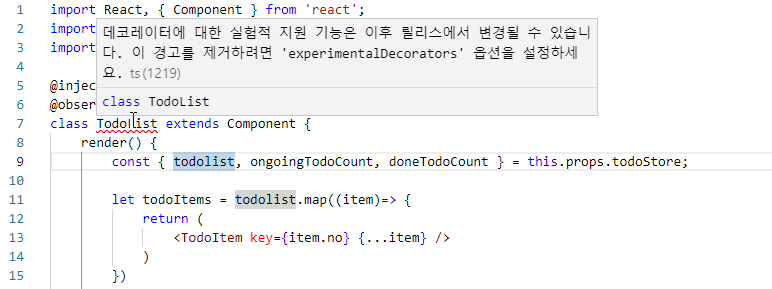 1 import React, { Component } from 'react';
2 import
3 import
데코레이터에 대한 실험적 지원 기능은 이후 릴리스에서 변경될 수 있습니
다. 이 경고를 제거하려면 'experimentalDecorators' 옵션을 설정하세
요. ts(1219)
class TodoList
4
5 @injec
6 @obser
7 class TodoList extends Component {
8 render() {
9 const { todolist, ongoingTodoCount, doneTodoCount } = this.props.todoStore;
10
11 let todoItems = todolist.map((item)=> {
12 return (
13 <TodoItem key={item.no} {...item} />
14 )
15 })